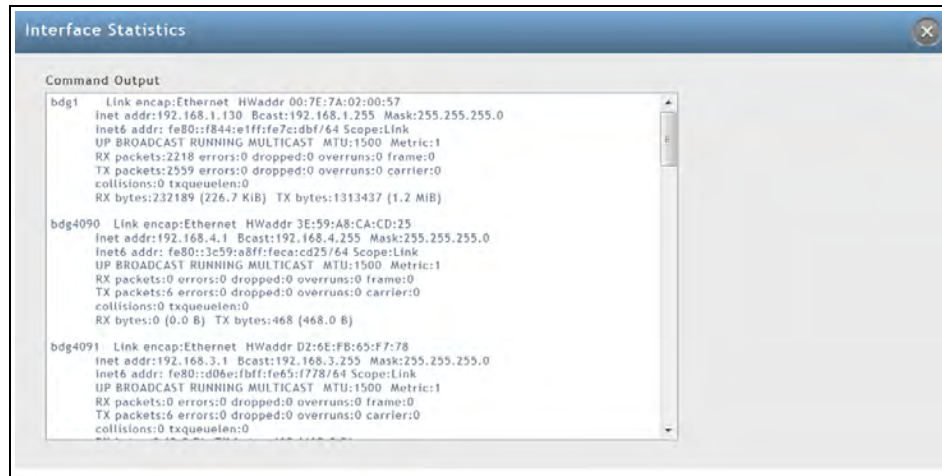 Interface Statistics
Command Output
bdg1 Link encap:Ethernet HWaddr 00:7E:7A:02:00:57
inet addr:192.168.1.130 Bcast:192.168.1.255 Mask:255.255.255.0
inet6 addr: fe80::f844:e1ff:fe7c:dbf/64 Scope:Link
UP BROADCAST RUNNING MULTICAST MTU:1500 Metric:1
RX packets:2218 errors:0 dropped:0 overruns:0 frame:0
TX packets:2559 errors:0 dropped:0 overruns:0 carrier:0
collisions:0 txqueuelen:0
RX bytes:232189 (226.7 KiB) TX bytes:1313437 (1.2 MiB)
bdg4090 Link encap:Ethernet HWaddr 3E:59:A8:CA:CD:25
inet addr:192.168.4.1 Bcast:192.168.4.255 Mask:255.255.255.0
inet6 addr: fe80::3c59:a8ff:feca:cd25/64 Scope:Link
UP BROADCAST RUNNING MULTICAST MTU:1500 Metric:1
RX packets:0 errors:0 dropped:0 overruns:0 frame:0
TX packets:6 errors:0 dropped:0 overruns:0 carrier:0
collisions:0 txqueuelen:0
RX bytes:0 (0.0 B) TX bytes:468 (468.0 B)
bdg4091 Link encap:Ethernet HWaddr D2:6E:FB:65:F7:78
inet addr:192.168.3.1 Bcast:192.168.3.255 Mask:255.255.255.0
inet6 addr: fe80::d06e:fbff:fe65:f778/64 Scope:Link
UP BROADCAST RUNNING MULTICAST MTU:1500 Metric:1
RX packets:0 errors:0 dropped:0 overruns:0 frame:0
TX packets:6 errors:0 dropped:0 overruns:0 carrier:0
collisions:0 txqueuelen:0